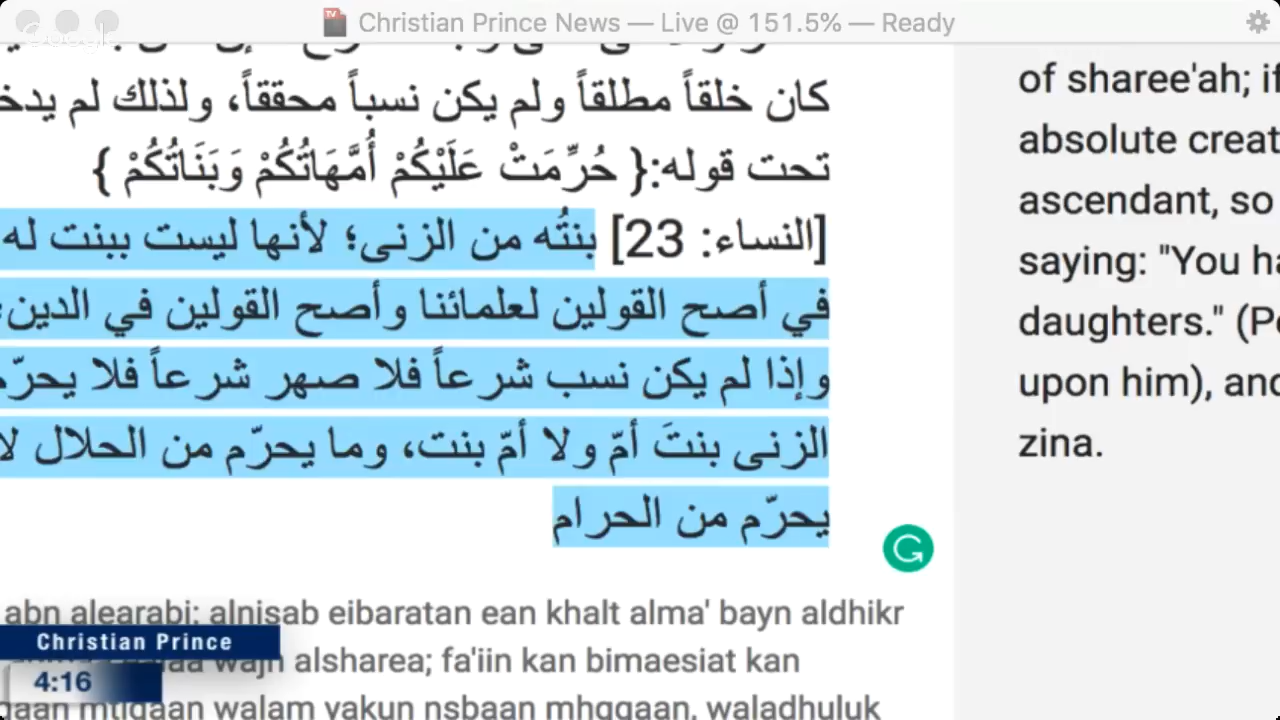 Christian Prince News — Live @ 151.5% — Ready
Google
كان خلقاً مطلقاً ولم يكن نسباً محققاً، ولذلك لم يدخ
تحت قوله:{ حُرِّمَتْ عَلَيْكُمْ أُمَّهَاتُكُمْ وَبَنَاتُكُمْ }
[النساء: 23] بنتُه من الزنى؛ لأنها ليست ببنت له
في أصح القولين لعلمائنا وأصح القولين في الدين؛
وإذا لم يكن نسب شرعاً فلا صهر شرعاً فلا يحرّم
الزنى بنتَ أمّ ولا أمّ بنت، وما يحرّم من الحلال لا
يحرّم من الحرام
abn alearabi: alnisab eibaratan ean khalt alma' bayn aldhikr
wajh alsharea; fa'iin kan bimaesiat kan
mtlqaan walam yakun nsbaan mhqqaan, waladhuluk
of sharee'ah; if
absolute creat
ascendant, so
saying: "You ha
daughters." (Pe
upon him), and
zina.
Christian Prince
4:16